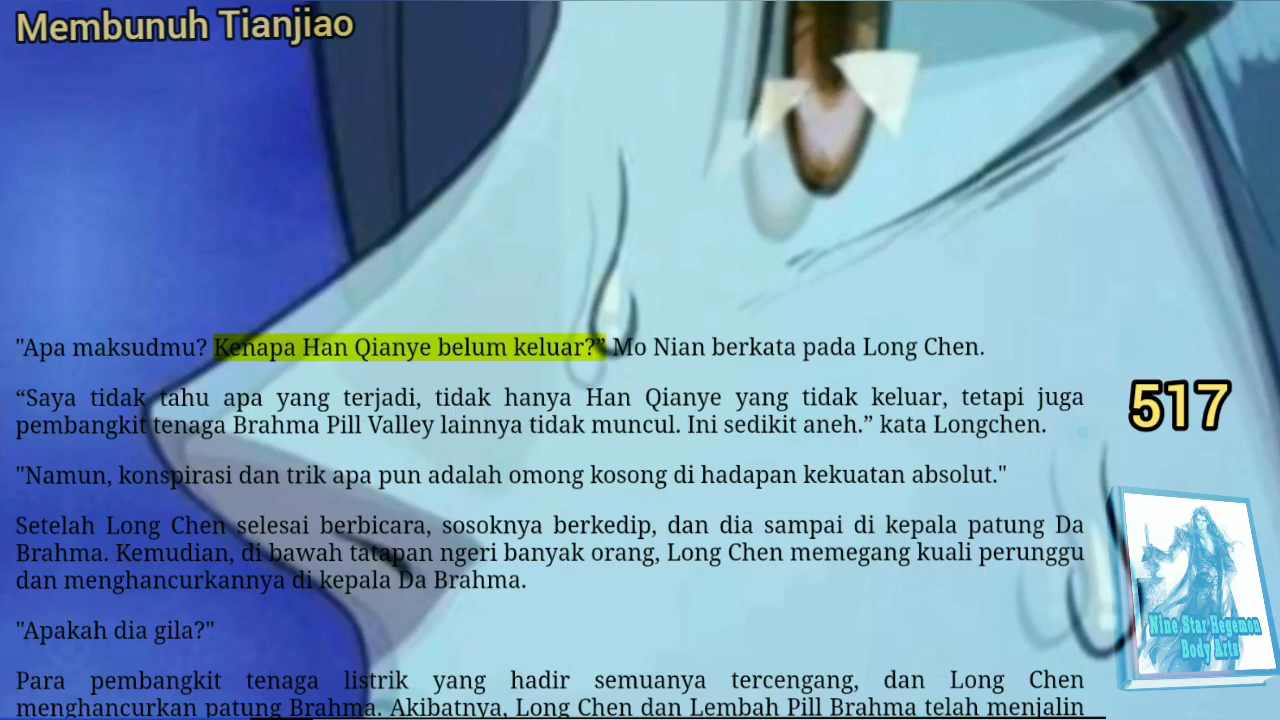 Membunuh Tianjiao
"Apa maksudmu? Kenapa Han Qianye belum keluar?” Mo Nian berkata pada Long Chen.
“Saya tidak tahu apa yang terjadi, tidak hanya Han Qianye yang tidak keluar, tetapi juga
pembangkit tenaga Brahma Pill Valley lainnya tidak muncul. Ini sedikit aneh.” kata Longchen.
517
"Namun, konspirasi dan trik apa pun adalah omong kosong di hadapan kekuatan absolut."
Setelah Long Chen selesai berbicara, sosoknya berkedip, dan dia sampai di kepala patung Da
Brahma. Kemudian, di bawah tatapan ngeri banyak orang, Long Chen memegang kuali perunggu
dan menghancurkannya di kepala Da Brahma.
"Apakah dia gila?"
Nine Star Hegemon
Body Arts
Para pembangkit tenaga listrik yang hadir semuanya tercengang, dan Long Chen
menghancurkan patung Brahma. Akibatnya, Long Chen dan Lembah Pill Brahma telah menjalin